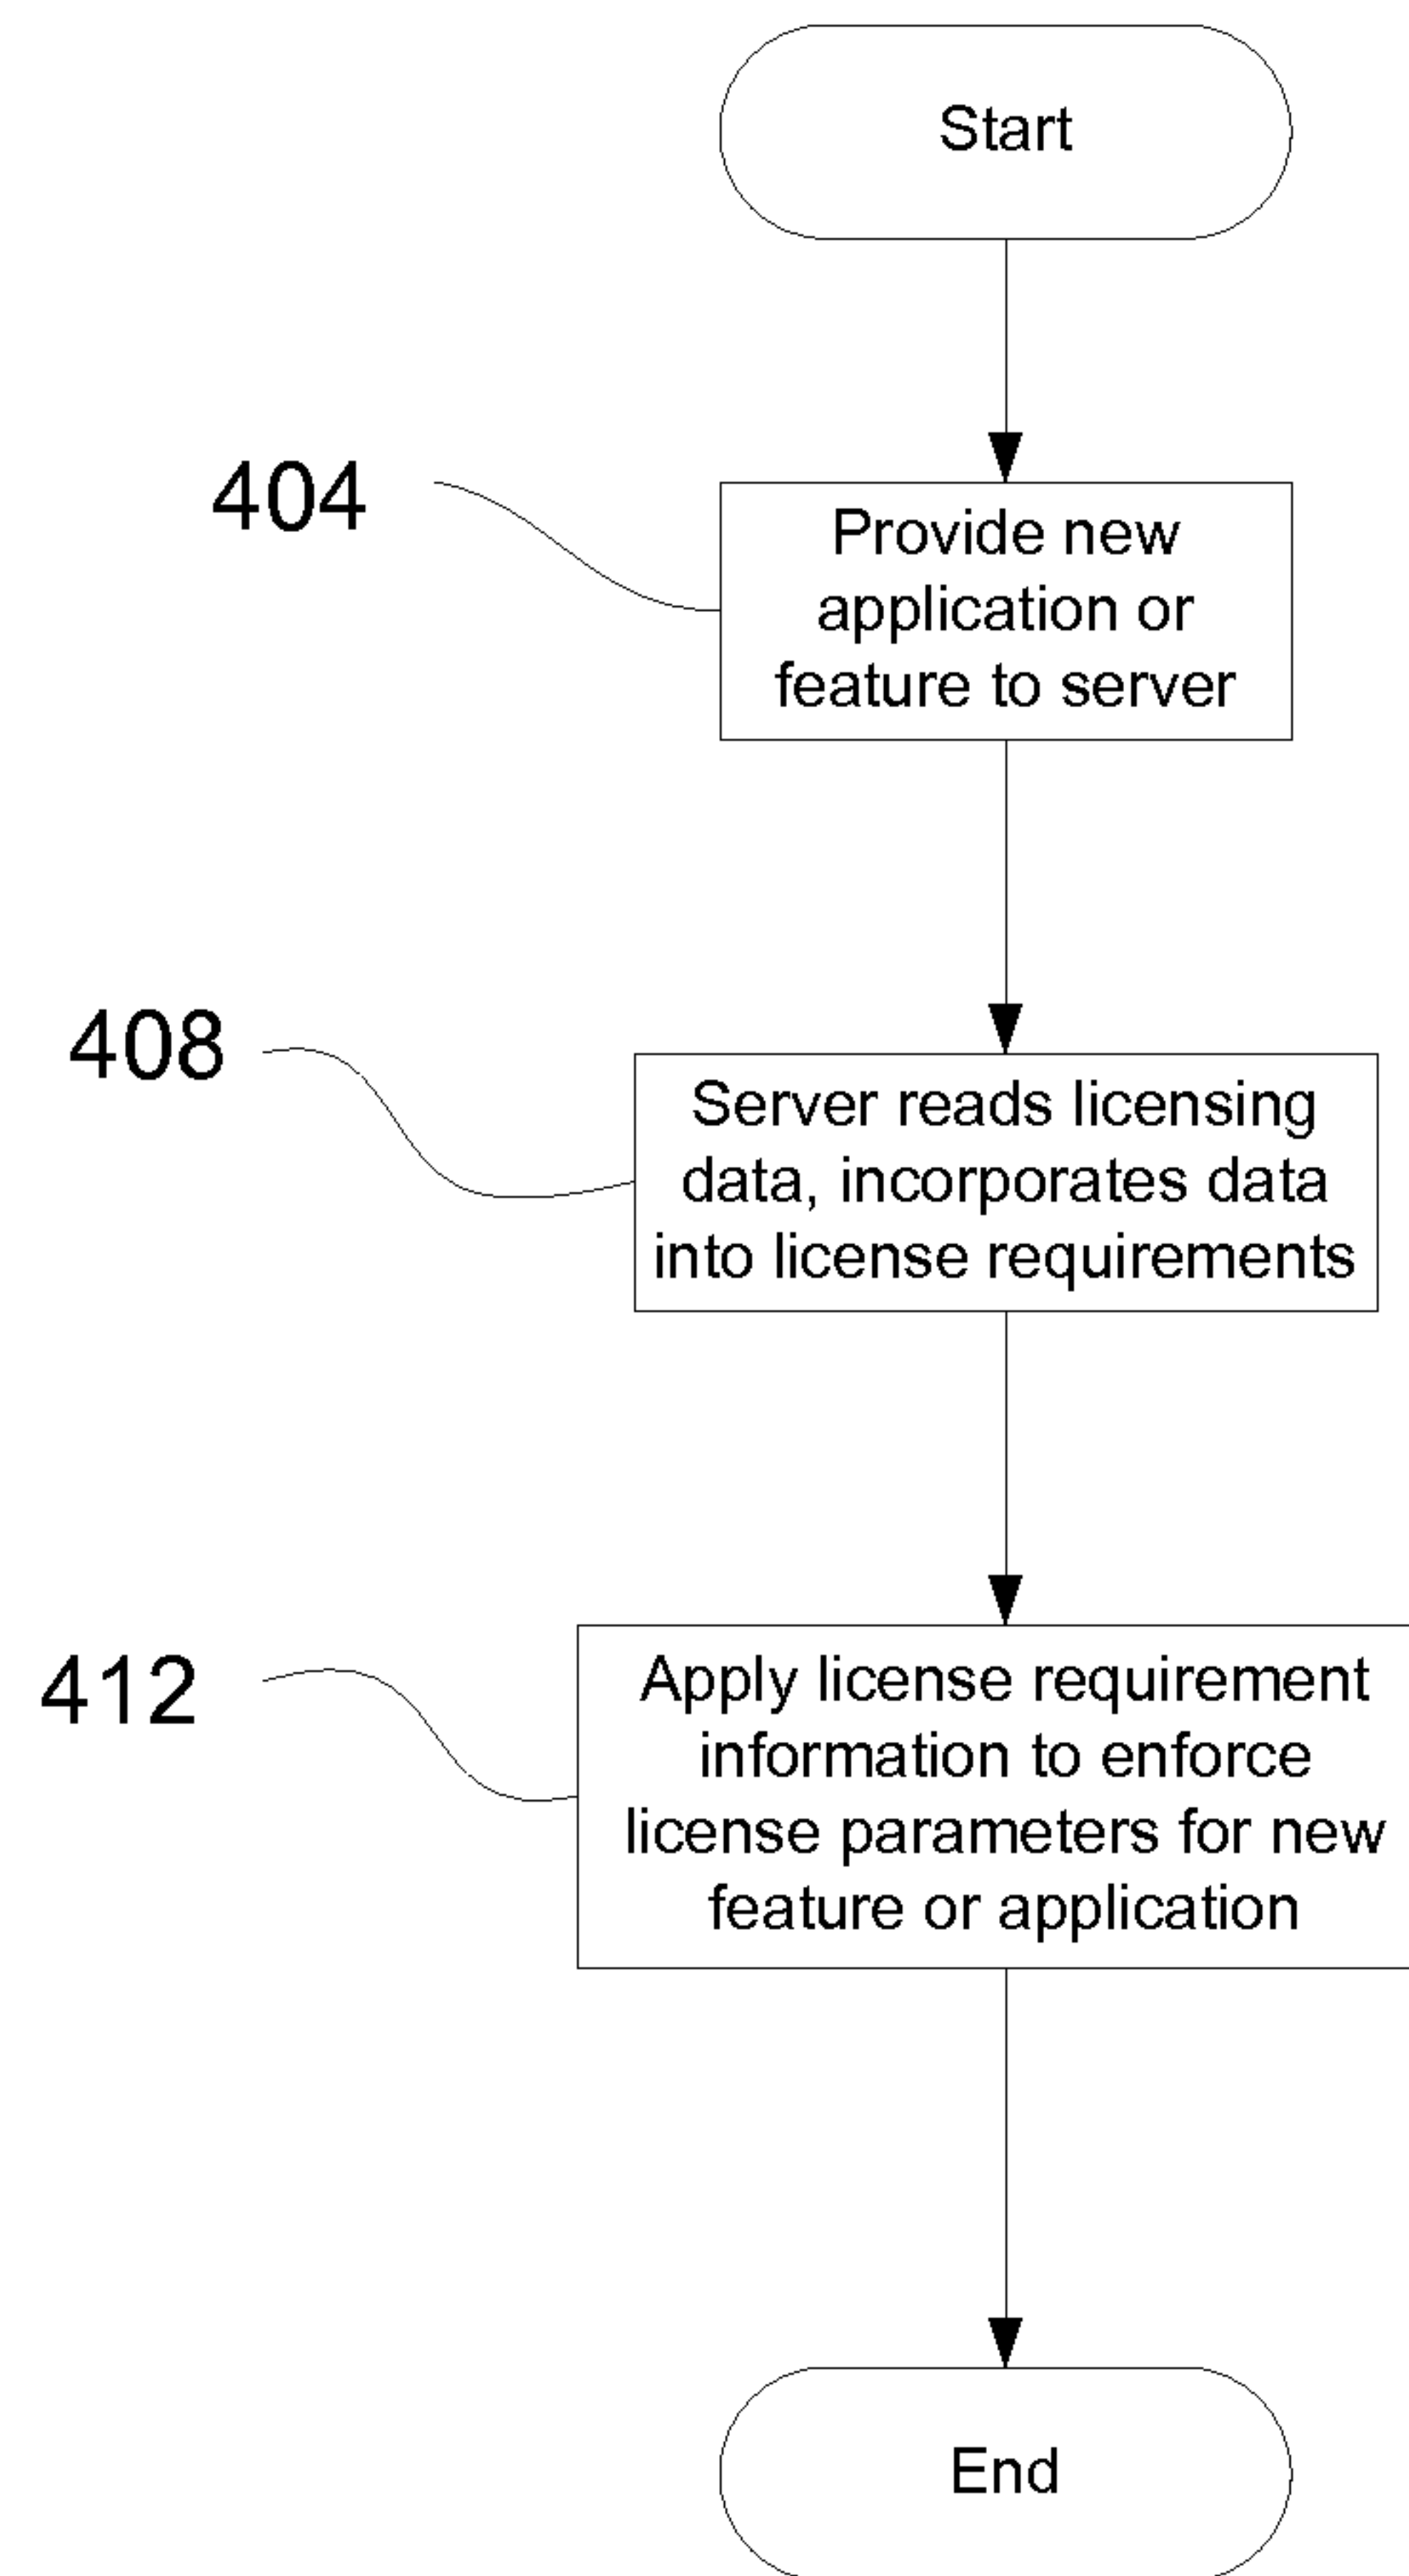 Start
404
Provide new
application or
feature to server
408
Server reads licensing
data, incorporates data
into license requirements
412
Apply license requirement
information to enforce
license parameters for new
feature or application
End